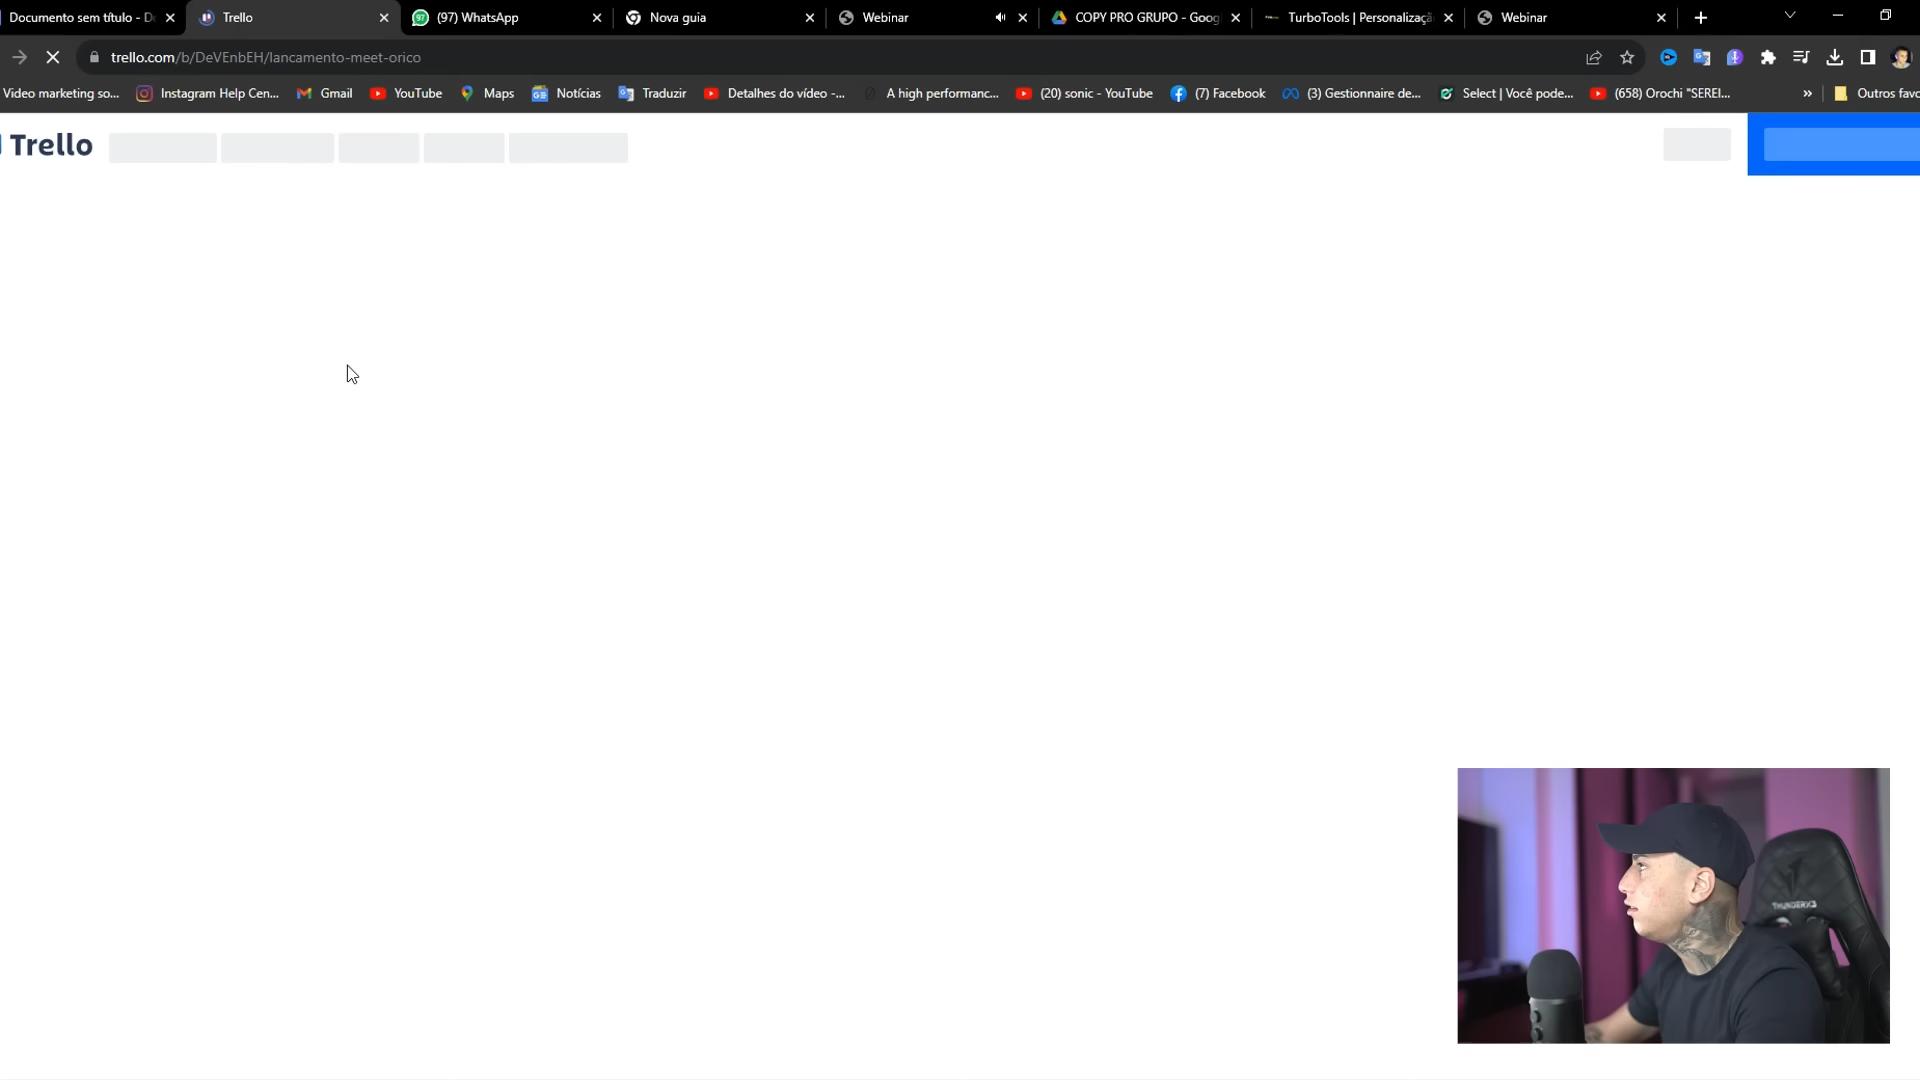 Documento sem título - D
Trello
(97) WhatsApp
Nova guia
Webinar
COPY PRO GRUPO - Goog
TurboTools | Personalizaçã
Webinar
trello.com/b/DeVEnbEH/lancamento-meet-orico
Video marketing so...
Instagram Help Cen...
Gmail
YouTube
Maps
Notícias
Traduzir
Detalhes do vídeo -...
A high performanc...
(20) sonic - YouTube
(7) Facebook
(3) Gestionnaire de...
Select | Você pode...
(658) Orochi "SEREI...
»
Outros favo
Trello
THUNDERX3